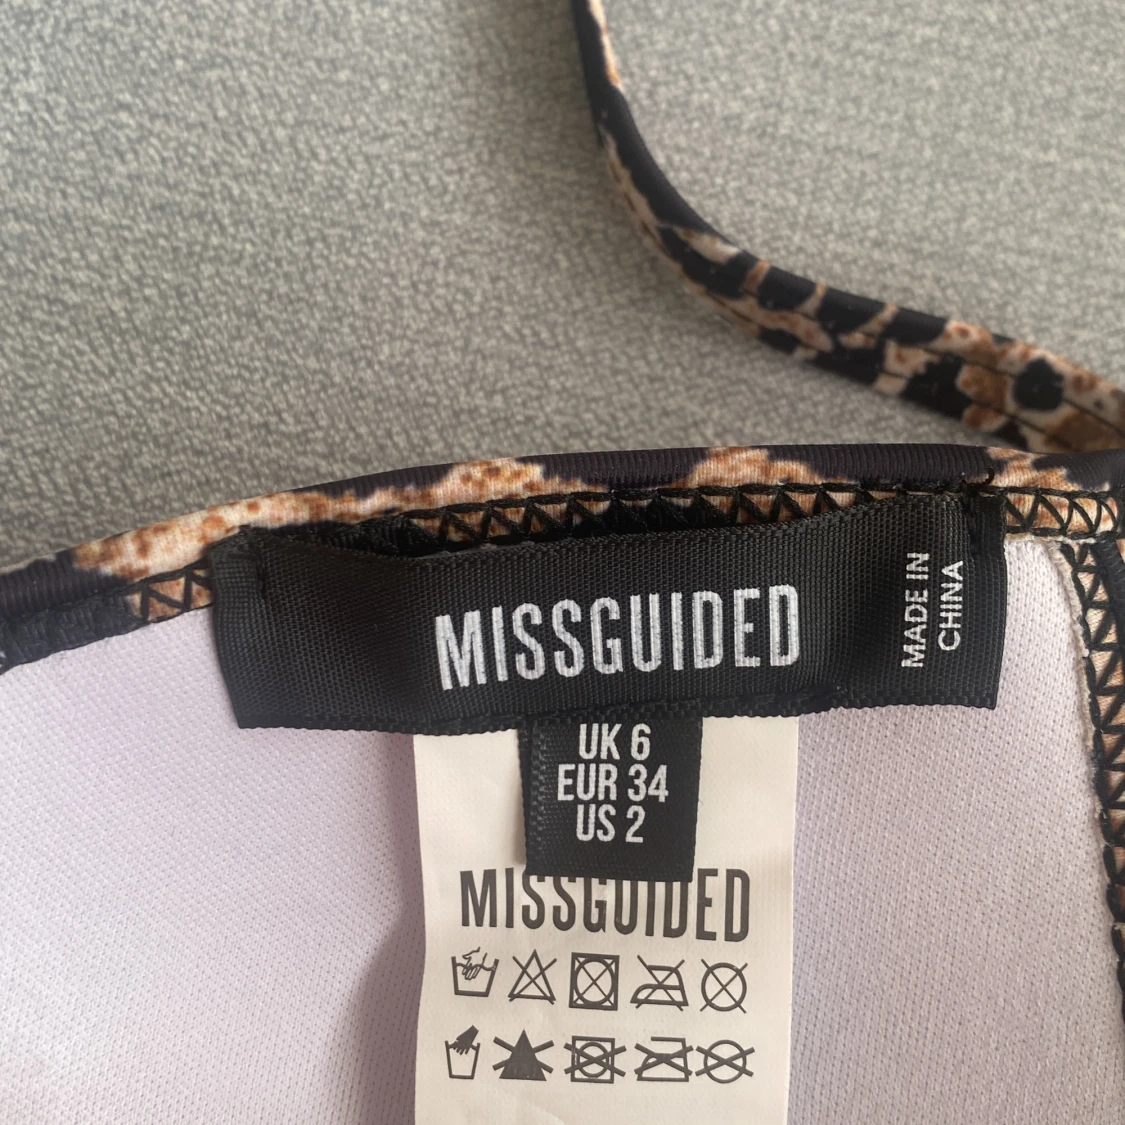 MISSGUIDED
MADE IN
CHINA
UK 6
EUR 34
US 2
MISSGUIDED